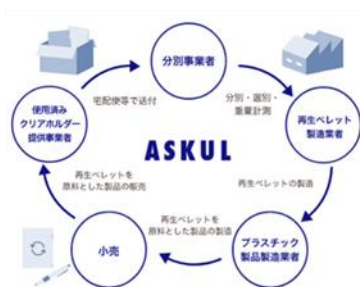 分別事業者
宅配便等で送付
分別・選別・
重量計測
使用済み
クリアホルダー
提供事業者
再生ペレット
製造業者
ASKUL
再生ペレットを
原料とした製品の販売
再生ペレットの製造
再生ペレットを
原料とした製品の製造
小売
プラスチック
製品製造業者